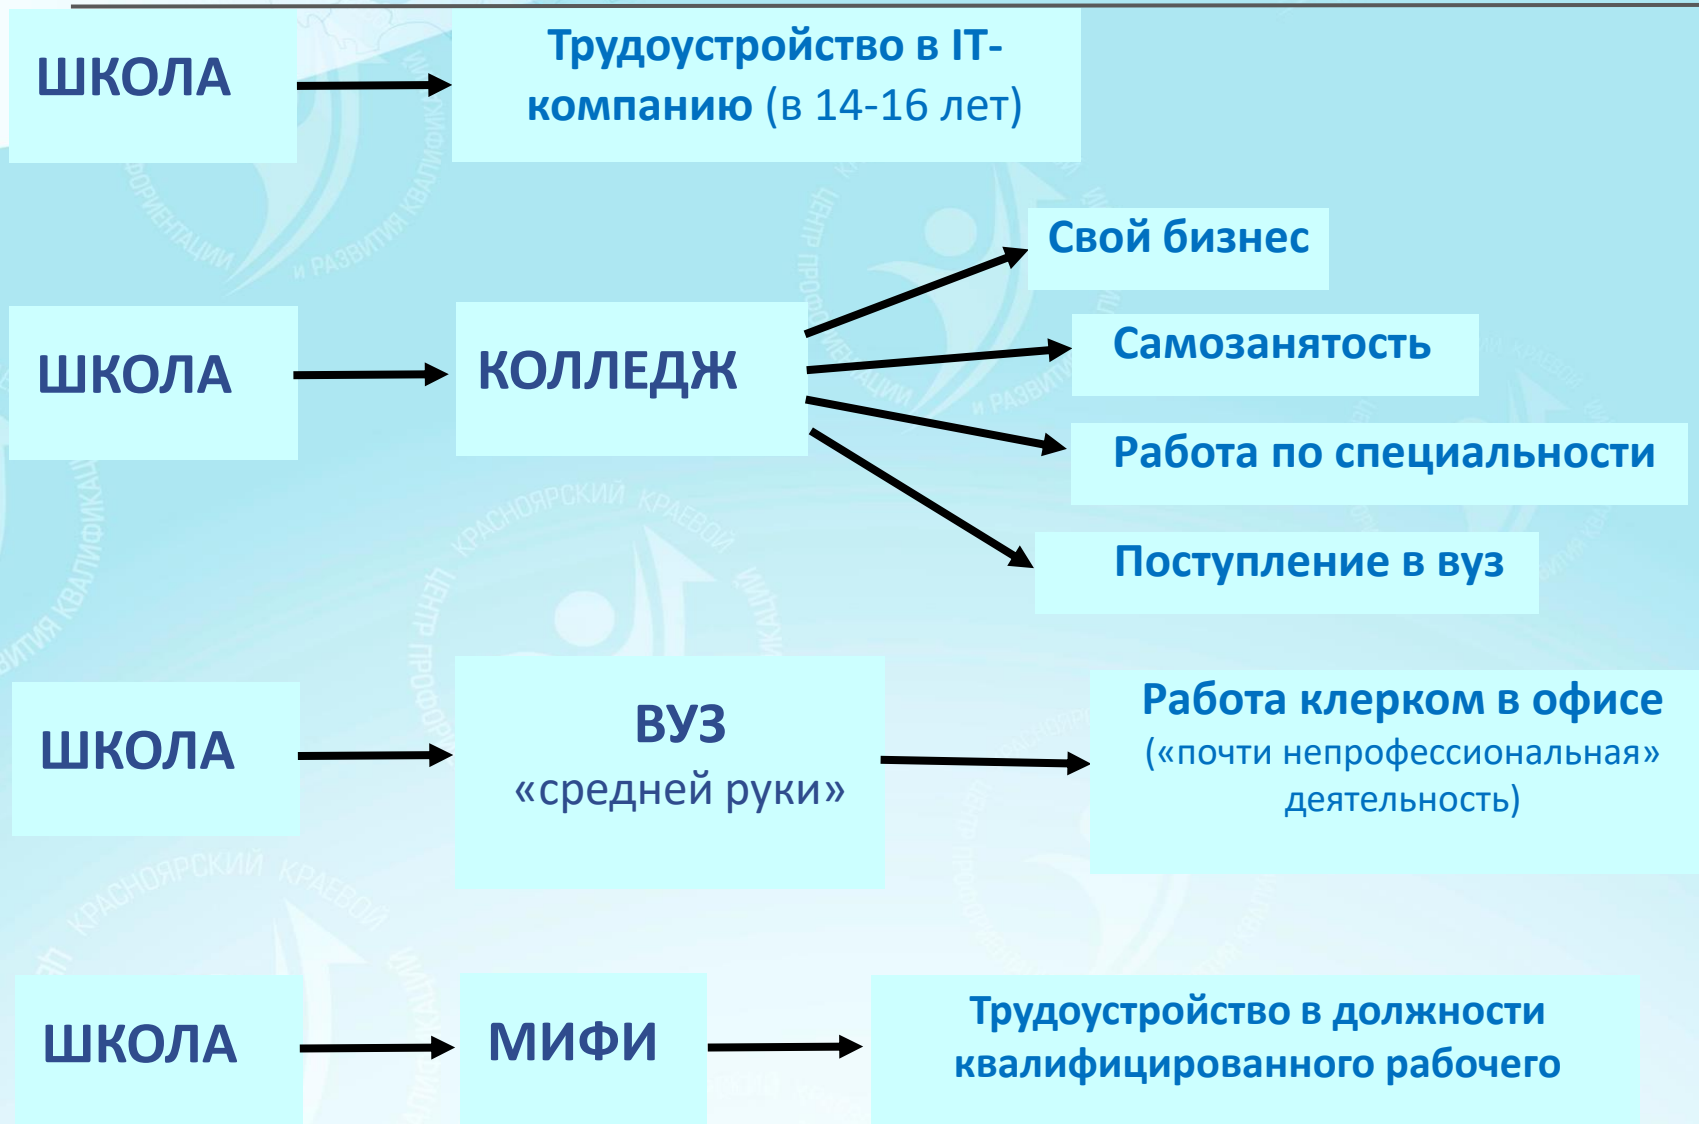 ШКОЛА
Трудоустройство в IT-
компанию (в 14-16 лет)
ШКОЛА
КОЛЛЕДЖ
Свой бизнес
Самозанятость
Работа по специальности
Поступление в вуз
ШКОЛА
ВУЗ
«средней руки»
Работа клерком в офисе
(«почти непрофессиональная»
деятельность)
ШКОЛА
МИФИ
Трудоустройство в должности
квалифицированного рабочего